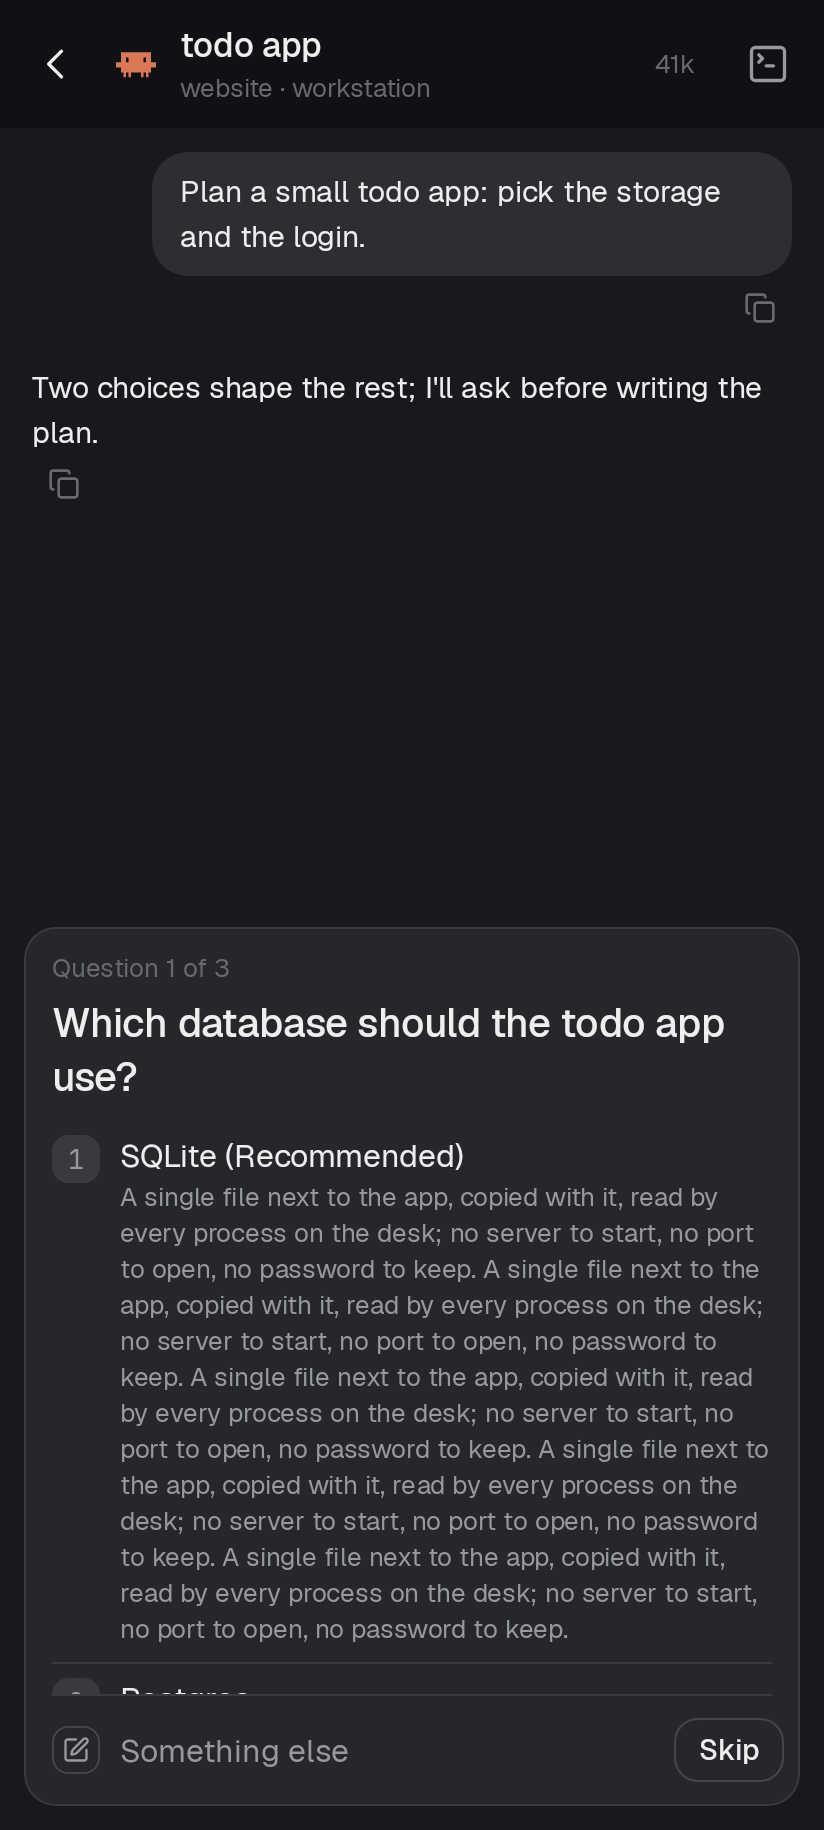 todo app
website · workstation
41k
Plan a small todo app: pick the storage
and the login.
Two choices shape the rest; I'll ask before writing the
plan.
Question 1 of 3
Which database should the todo app
use?
1
SQLite (Recommended)
A single file next to the app, copied with it, read by
every process on the desk; no server to start, no port
to open, no password to keep. A single file next to the
app, copied with it, read by every process on the desk;
no server to start, no port to open, no password to
keep. A single file next to the app, copied with it, read
by every process on the desk; no server to start, no
port to open, no password to keep. A single file next to
the app, copied with it, read by every process on the
desk; no server to start, no port to open, no password
to keep. A single file next to the app, copied with it,
read by every process on the desk; no server to start,
no port to open, no password to keep.
Something else
Skip